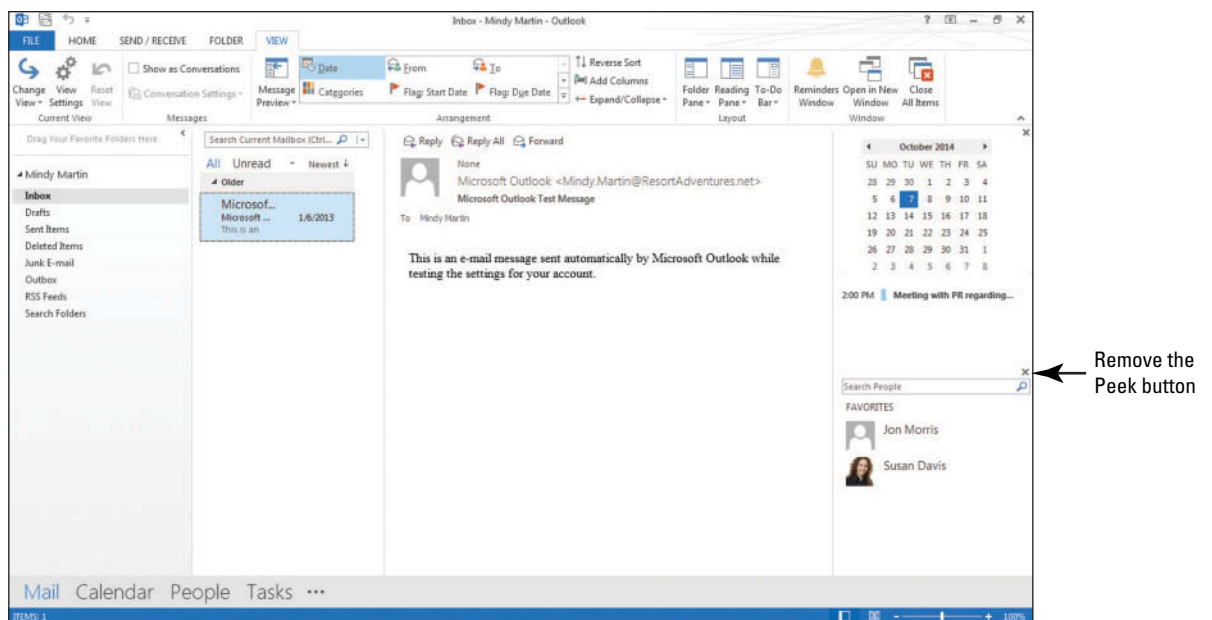 Inbox - Mindy Martin - Outlook
FILE HOME SEND / RECEIVE FOLDER VIEW
Change View
View Settings
Reset View
Current View
Show as Conversations
Conversation Settings
Messages
Message Preview
Date
From
To
Categories
Flag: Start Date
Flag: Due Date
Reverse Sort
Add Columns
Expand/Collapse
Arrangement
Folder Pane
Reading Pane
To-Do Bar
Layout
Reminders Window
Open in New Window
Close All Items
Window
Drag Your Favorite Folders Here
Mindy Martin
Inbox
Drafts
Sent Items
Deleted Items
Junk E-mail
Outbox
RSS Feeds
Search Folders
Search Current Mailbox (Ctrl...
All Unread Newest ↓
Older
Microsof...
Microsoft ... 1/6/2013
This is an
Reply Reply All Forward
None
Microsoft Outlook <Mindy.Martin@ResortAdventures.net>
Microsoft Outlook Test Message
To Mindy Martin
This is an e-mail message sent automatically by Microsoft Outlook while
testing the settings for your account.
October 2014
SU MO TU WE TH FR SA
28 29 30 1 2 3 4
5 6 7 8 9 10 11
12 13 14 15 16 17 18
19 20 21 22 23 24 25
26 27 28 29 30 31 1
2 3 4 5 6 7 8
2:00 PM Meeting with PR regarding...
Search People
FAVORITES
Jon Morris
Susan Davis
Remove the
Peek button
Mail Calendar People Tasks •••
ITEMS: 1
100%